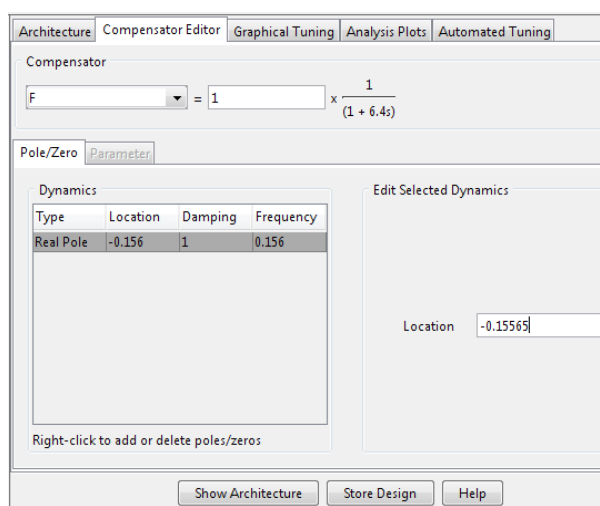 Architecture Compensator Editor Graphical Tuning Analysis Plots Automated Tuning
Compensator
F = 1 x 1
(1 + 6.4s)
Pole/Zero Parameter
Dynamics
Type Location Damping Frequency
Real Pole -0.156 1 0.156
Right-click to add or delete poles/zeros
Edit Selected Dynamics
Location -0.15565
Show Architecture Store Design Help